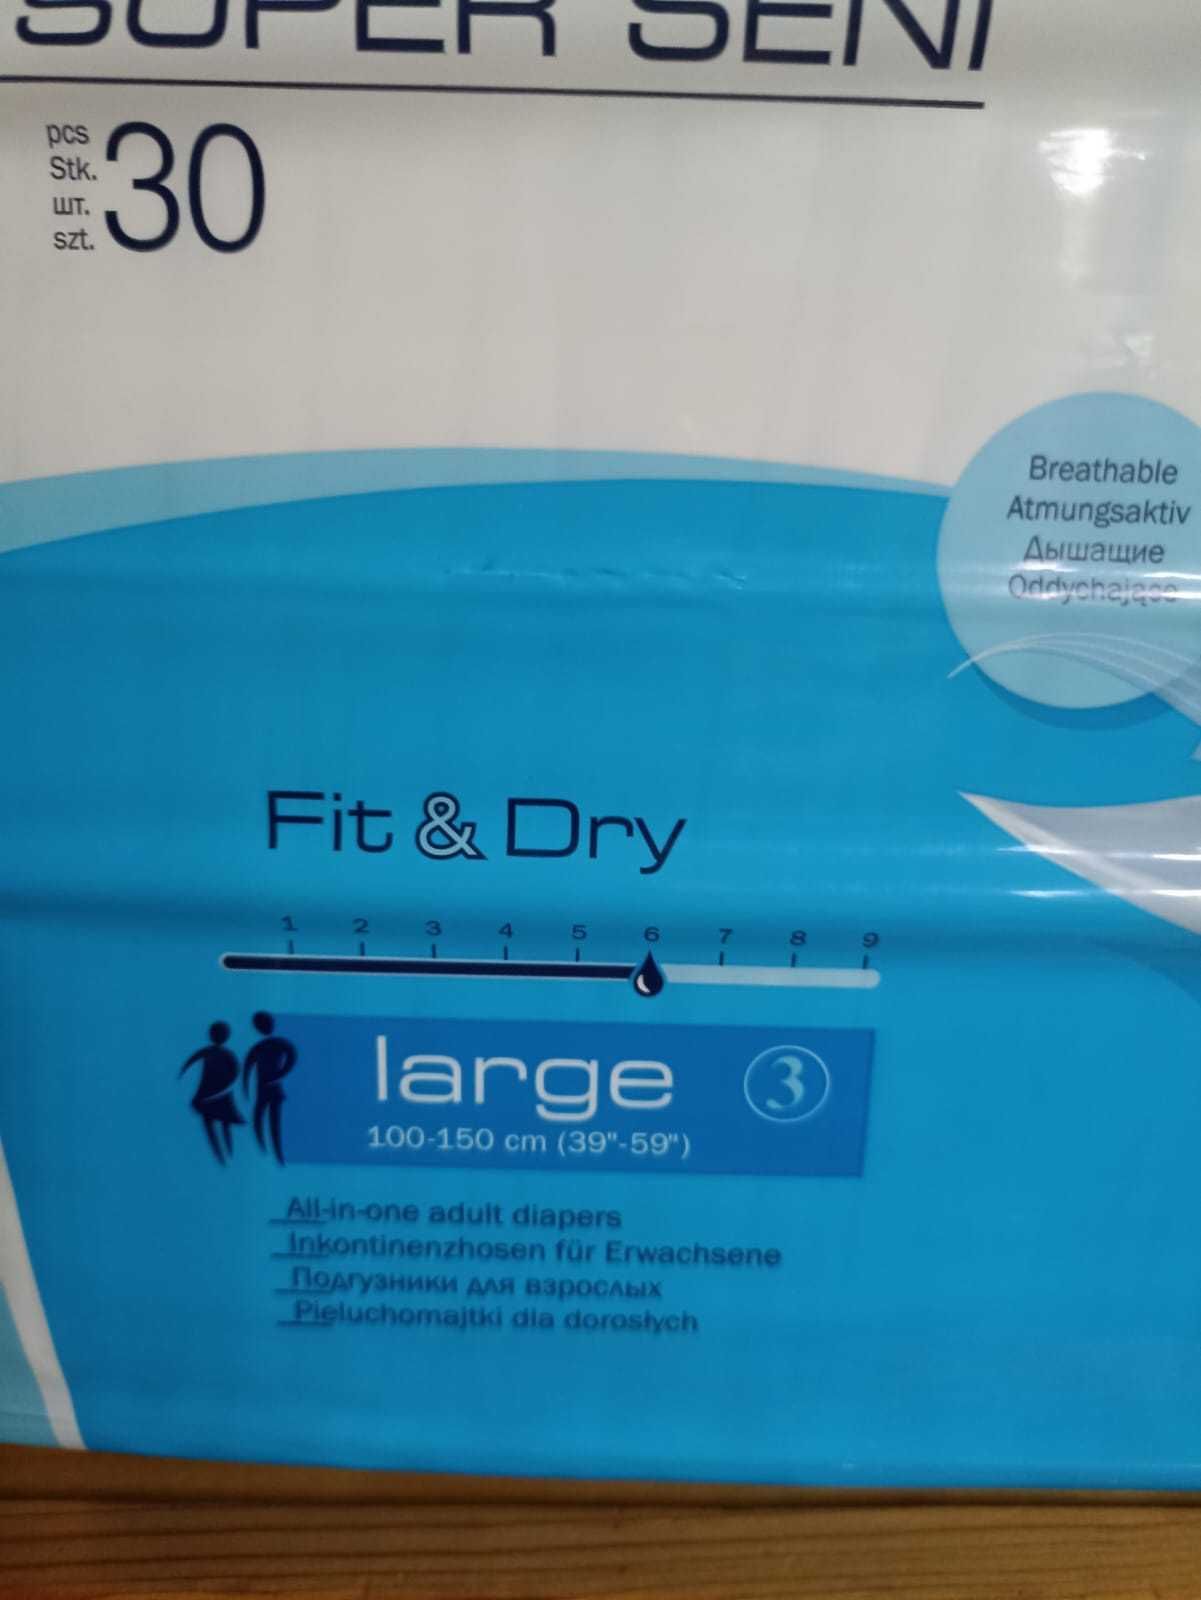 SUPER SENI
pcs
Stk.
шт.
szt.
30
Breathable
Atmungsaktiv
Дышащие
Oddychające
Fit & Dry
1 2 3 4 5 6 7 8 9
large 3
100-150 cm (39"-59")
All-in-one adult diapers
Inkontinenzhosen für Erwachsene
Подгузники для взрослых
Pieluchomajtki dla dorosłych